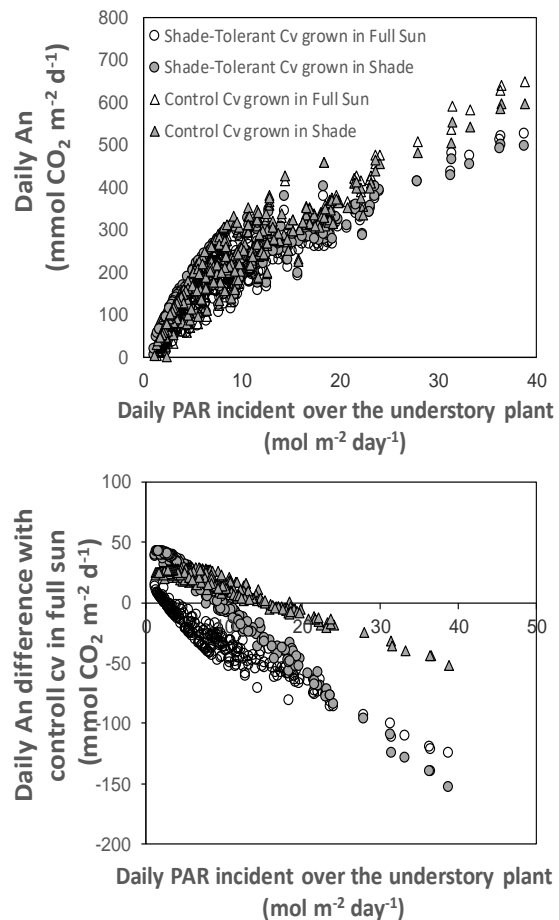 800
700
600
500
400
300
200
100
0
Daily An
(mmol CO₂ m⁻² d⁻¹)
Shade-Tolerant Cv grown in Full Sun
Shade-Tolerant Cv grown in Shade
Control Cv grown in Full Sun
Control Cv grown in Shade
0 10 20 30 40
Daily PAR incident over the understory plant
(mol m⁻² day⁻¹)
100
50
0
-50
-100
-150
-200
Daily An difference with
controll cv in full sun
(mmol CO₂ m⁻² d⁻¹)
0 10 20 30 40 50
Daily PAR incident over the understory plant
(mol m⁻² day⁻¹)